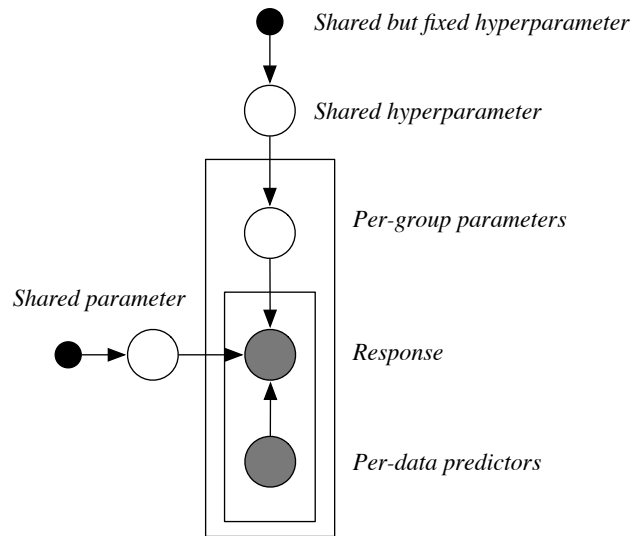 Shared but fixed hyperparameter
Shared hyperparameter
Per-group parameters
Shared parameter
Response
Per-data predictors